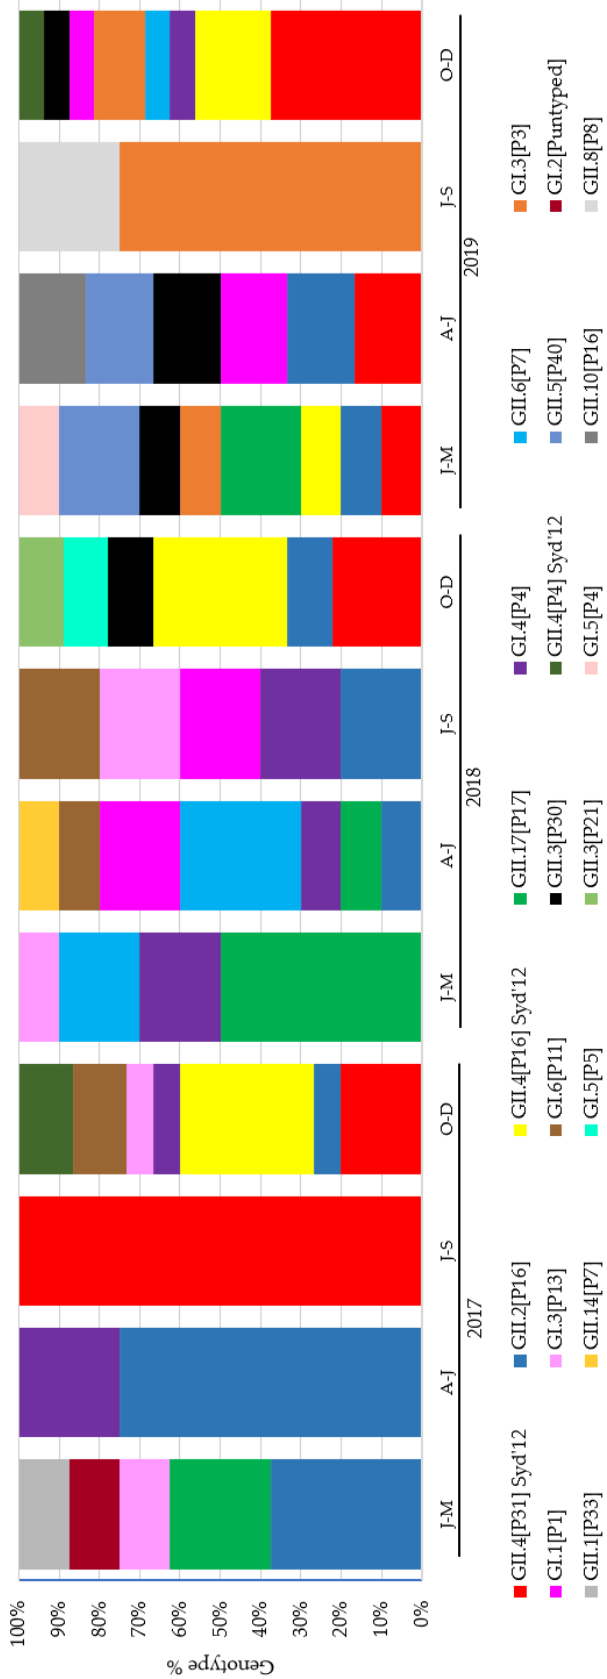 Genotype %
100%
90%
80%
70%
60%
50%
40%
30%
20%
10%
0%
J-M A-J J-S O-D J-M A-J J-S O-D J-M A-J J-S O-D
2017 2018 2019
GII.4[P31] Syd'12 GII.2[P16] GII.4[P16] Syd'12 GII.17[P17] GI.4[P4] GII.6[P7] GI.3[P3]
GI.1[P1] GI.3[P13] GI.6[P11] GII.3[P30] GII.4[P4] Syd'12 GII.5[P40] GI.2[Puntyped]
GII.1[P33] GII.14[P7] GI.5[P5] GII.3[P21] GI.5[P4] GII.10[P16] GII.8[P8]